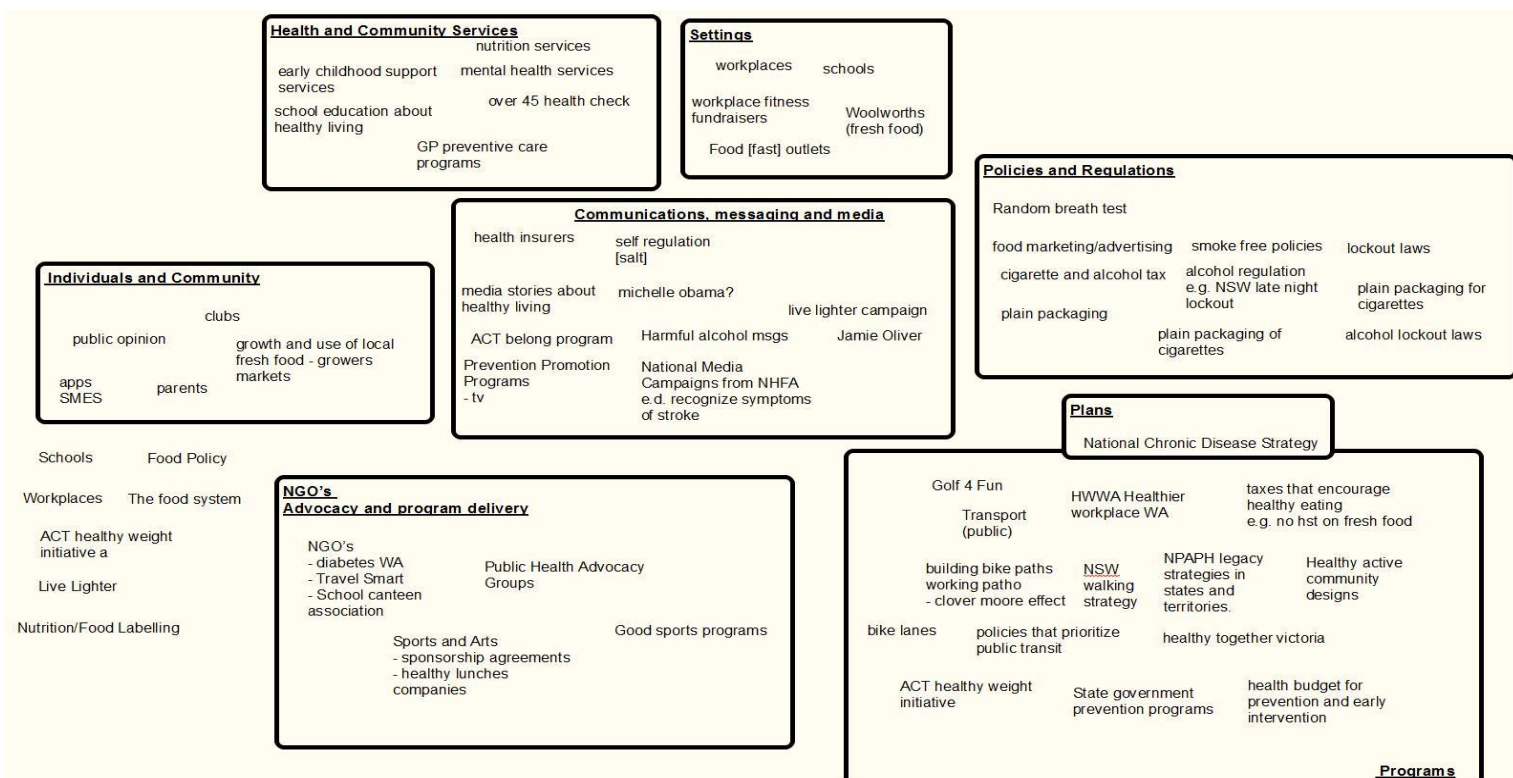 Health and Community Services
nutrition services
early childhood support
services
mental health services
over 45 health check
school education about
healthy living
GP preventive care
programs
Settings
workplaces
schools
workplace fitness
fundraisers
Woolworths
(fresh food)
Food [fast] outlets
Policies and Regulations
Random breath test
food marketing/advertising
smoke free policies
lockout laws
cigarette and alcohol tax
alcohol regulation
e.g. NSW late night
lockout
plain packaging for
cigarettes
plain packaging
plain packaging of
cigarettes
alcohol lockout laws
Communications, messaging and media
health insurers
self regulation
[salt]
media stories about
healthy living
michelle obama?
live lighter campaign
ACT belong program
Harmful alcohol msgs
Jamie Oliver
Prevention Promotion
Programs
- tv
National Media
Campaigns from NHFA
e.d. recognize symptoms
of stroke
Individuals and Community
clubs
public opinion
growth and use of local
fresh food - growers
markets
apps
SMES
parents
Schools
Food Policy
Workplaces
The food system
ACT healthy weight
initiative a
Live Lighter
Nutrition/Food Labelling
NGO's
Advocacy and program delivery
NGO's
- diabetes WA
- Travel Smart
- School canteen
association
Public Health Advocacy
Groups
Good sports programs
Sports and Arts
- sponsorship agreements
- healthy lunches
companies
Plans
National Chronic Disease Strategy
Golf 4 Fun
HWWA Healthier
workplace WA
taxes that encourage
healthy eating
e.g. no hst on fresh food
Transport
(public)
building bike paths
working patho
- clover moore effect
NSW
walking
strategy
NPAPH legacy
strategies in
states and
territories.
Healthy active
community
designs
bike lanes
policies that prioritize
public transit
healthy together victoria
ACT healthy weight
initiative
State government
prevention programs
health budget for
prevention and early
intervention
Programs